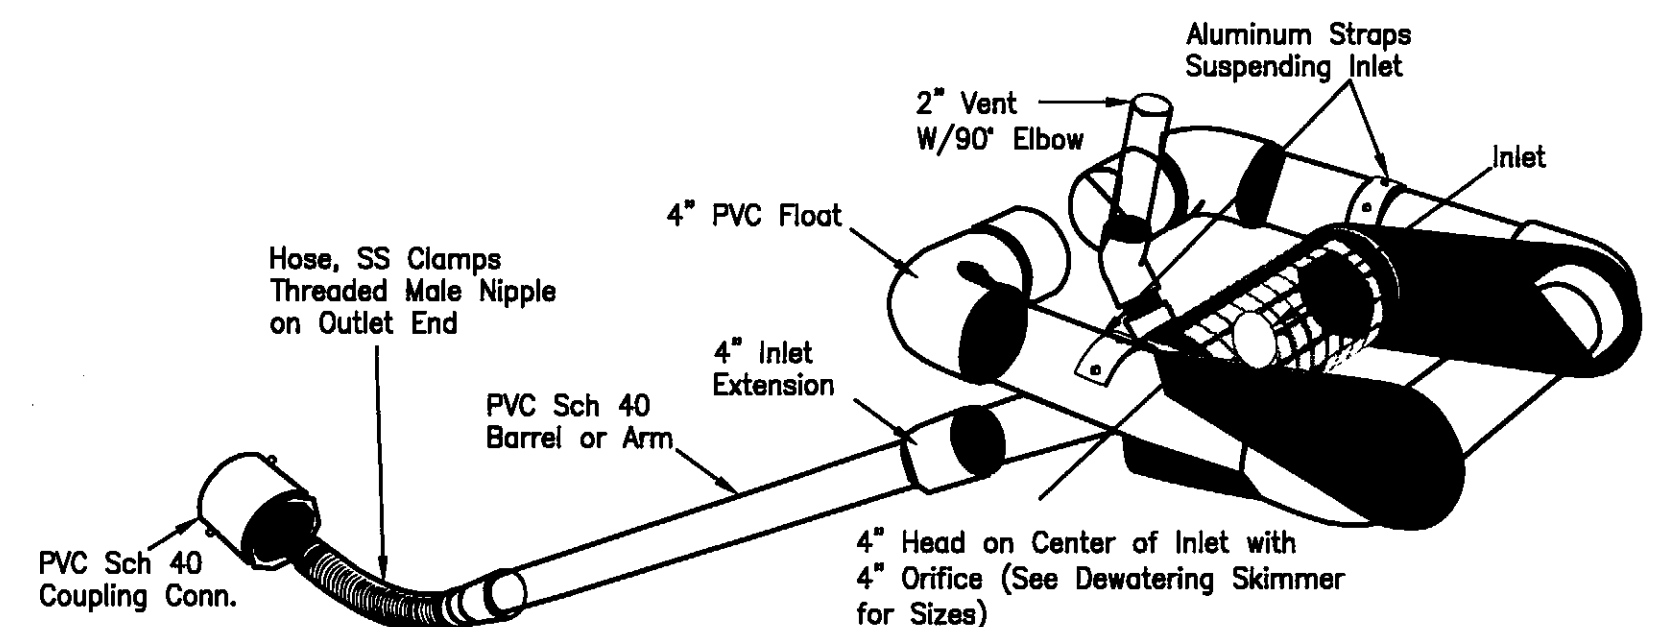 Aluminum Straps
Suspending Inlet
2" Vent
W/90° Elbow
Inlet
4" PVC Float
Hose, SS Clamps
Threaded Male Nipple
on Outlet End
4" Inlet
Extension
PVC Sch 40
Barrel or Arm
PVC Sch 40
Coupling Conn.
4" Head on Center of Inlet with
4" Orifice (See Dewatering Skimmer
for Sizes)